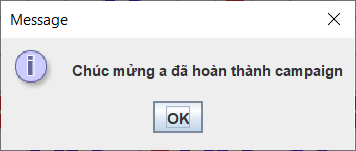 Message
Chúc mừng a đã hoàn thành campaign
OK